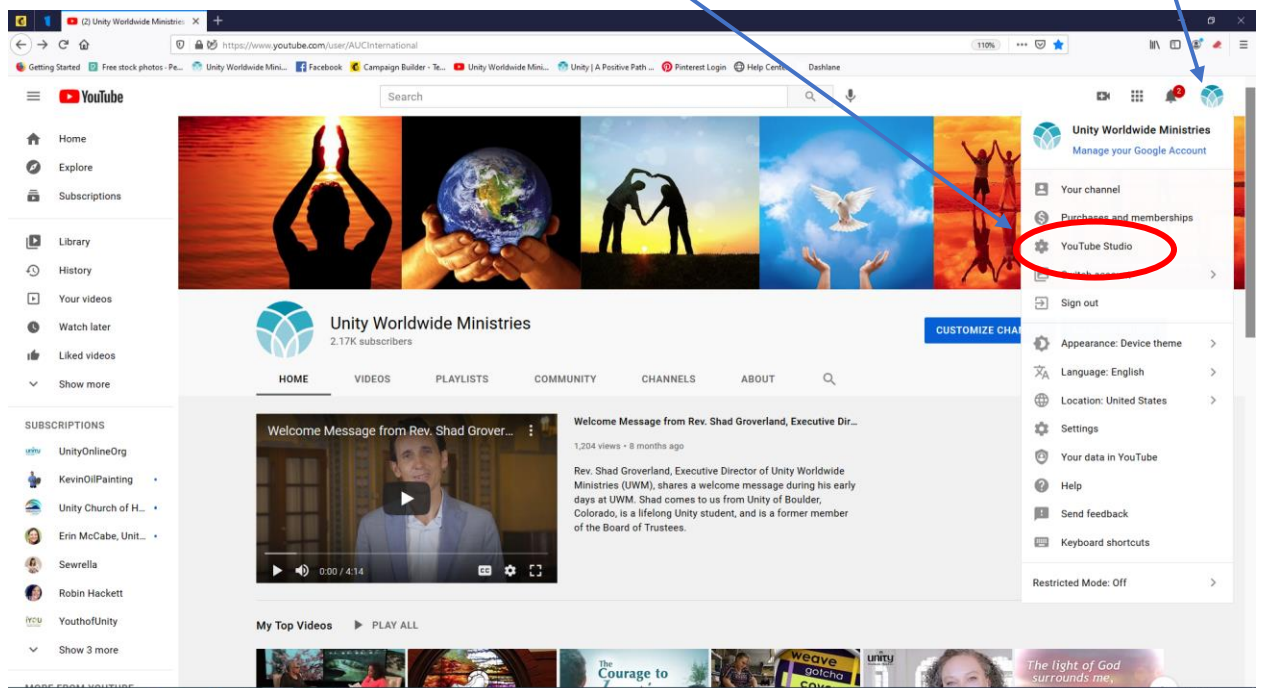 (2) Unity Worldwide Ministries
https://www.youtube.com/user/AUCInternational
110%
Getting Started
Free stock photos - Pe...
Unity Worldwide Mini...
Facebook
Campaign Builder - Te...
Unity Worldwide Mini...
Unity | A Positive Path ...
Pinterest Login
Help Cente
Dashlane
YouTube
Search
2
Home
Explore
Subscriptions
Library
History
Your videos
Watch later
Liked videos
Show more
SUBSCRIPTIONS
UnityOnlineOrg
KevinOilPainting
Unity Church of H...
Erin McCabe, Unit...
Sewrella
Robin Hackett
YouthofUnity
Show 3 more
Unity Worldwide Ministries
2.17K subscribers
CUSTOMIZE CHA
HOME
VIDEOS
PLAYLISTS
COMMUNITY
CHANNELS
ABOUT
Welcome Message from Rev. Shad Grover...
0:00 / 4:14
Welcome Message from Rev. Shad Groverland, Executive Dir...
1,204 views • 8 months ago
Rev. Shad Groverland, Executive Director of Unity Worldwide
Ministries (UWM), shares a welcome message during his early
days at UWM. Shad comes to us from Unity of Boulder,
Colorado, is a lifelong Unity student, and is a former member
of the Board of Trustees.
My Top Videos
PLAY ALL
The
Courage to
weave
gotcha
unity
The light of God
surrounds me,
Unity Worldwide Ministries
Manage your Google Account
Your channel
Purchases and memberships
YouTube Studio
Sign out
Appearance: Device theme
Language: English
Location: United States
Settings
Your data in YouTube
Help
Send feedback
Keyboard shortcuts
Restricted Mode: Off